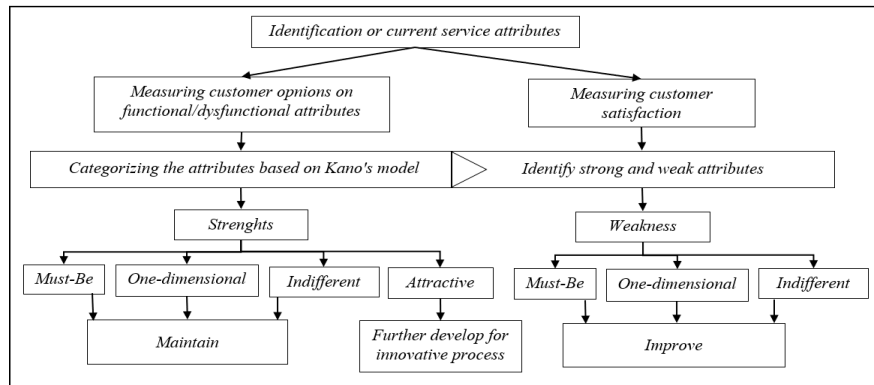 Identification or current service attributes
Measuring customer opnions on
functional/dysfunctional attributes
Measuring customer
satisfaction
Categorizing the attributes based on Kano's model
Identify strong and weak attributes
Strenghts
Weakness
Must-Be
One-dimensional
Indifferent
Attractive
Must-Be
One-dimensional
Indifferent
Maintain
Further develop for
innovative process
Improve